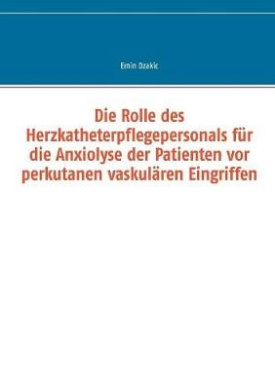 Emin Dzakic
Die Rolle des
Herzkatheterpflegepersonals für
die Anxiolyse der Patienten vor
perkutanen vaskulären Eingriffen